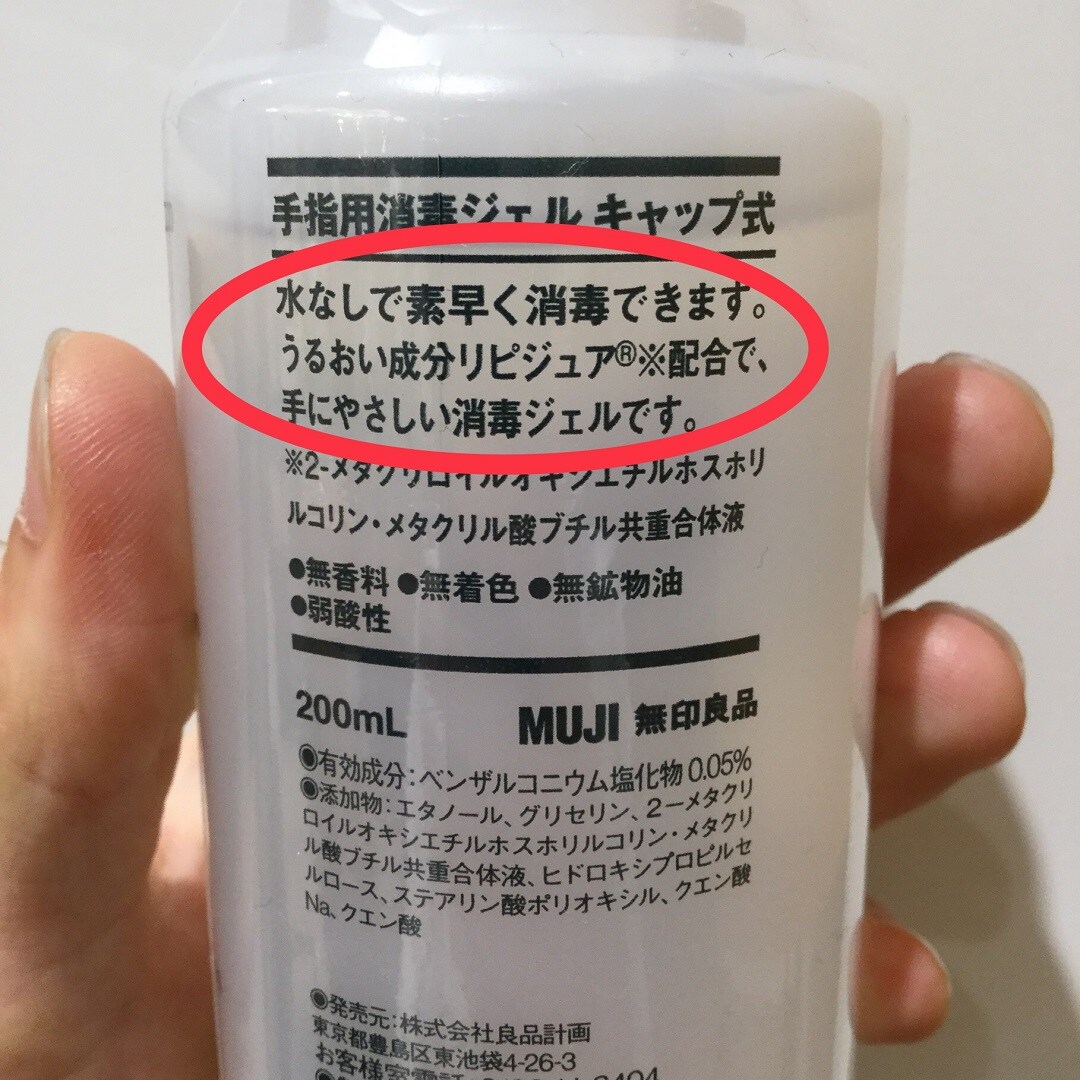 手指用消毒ジェル キャップ式
水なしで素早く消毒できます。
うるおい成分リピジュア®※配合で、
手にやさしい消毒ジェルです。
※2-メタクリロイルオキシエチルホスホリ
ルコリン・メタクリル酸ブチル共重合体液
●無香料 ●無着色 ●無鉱物油
●弱酸性
200mL MUJI 無印良品
◉有効成分:ベンザルコニウム塩化物 0.05%
◉添加物:エタノール、グリセリン、2ーメタクリ
ロイルオキシエチルホスホリルコリン・メタクリ
ル酸ブチル共重合体液、ヒドロキシプロピルセ
ルロース、ステアリン酸ポリオキシル、クエン酸
Na、クエン酸
◉発売元:株式会社良品計画
東京都豊島区東池袋4-26-3
お客様室電話